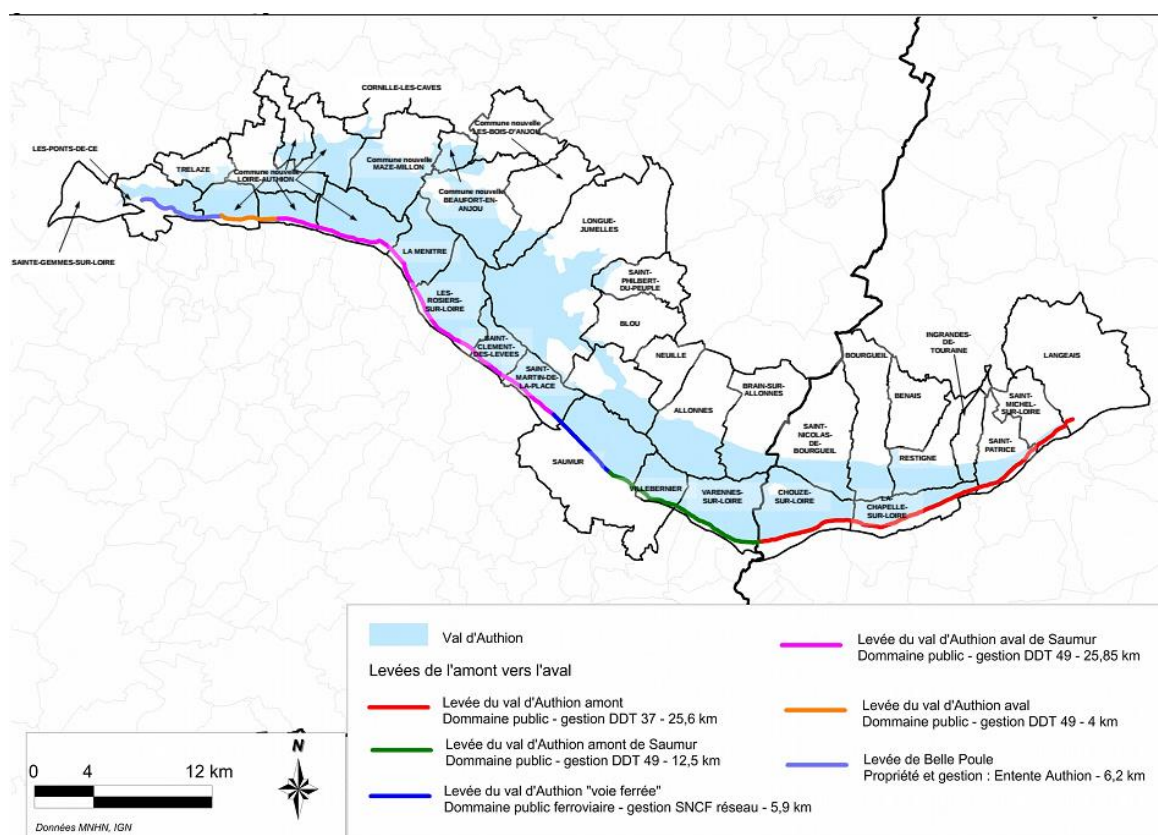 CORNILLE-LES-CAVES
Commune nouvelle
LES-BOIS-D'ANJOU
LES-PONTS-DE-CE
TRELAZE
Commune nouvelle
LOIRE-AUTHION
Commune nouvelle
MAZE-MILLON
Commune nouvelle
BEAUFORT-EN-
ANJOU
LONGUE-
JUMELLES
SAINTE-GEMMES-SUR-LOIRE
LA MENITRE
SAINT-
PHILBERT-
DU-PEUPLE
LES-
ROSIERS-
SUR-LOIRE
BLOU
SAINT-
CLEMENT-
DES-LEVEES
NEUILLE
BOURGUEIL
INGRANDES-
DE-
TOURAINE
LANGEAIS
SAINT-
MARTIN-DE-
LA-PLACE
BRAIN-SUR-
ALLONNES
BENAIS
SAINT-
MICHEL-
SUR-LOIRE
ALLONNES
SAINT-
NICOLAS-
DE-
BOURGUEIL
SAINT-
PATRICE
SAUMUR
RESTIGNE
VILLEBERNIER
VARENNES-
SUR-LOIRE
CHOUZE-
SUR-LOIRE
LA-
CHAPELLE-
SUR-LOIRE
Val d'Authion
Levées de l'amont vers l'aval
Levée du val d'Authion amont
Dommaine public - gestion DDT 37 - 25,6 km
Levée du val d'Authion amont de Saumur
Dommaine public - gestion DDT 49 - 12,5 km
Levée du val d'Authion "voie ferrée"
Dommaine public ferroviaire - gestion SNCF réseau - 5,9 km
Levée du val d'Authion aval de Saumur
Dommaine public - gestion DDT 49 - 25,85 km
Levée du val d'Authion aval
Dommaine public - gestion DDT 49 - 4 km
Levée de Belle Poule
Propriété et gestion : Entente Authion - 6,2 km
N
0 4 12 km
Données MNHN, IGN